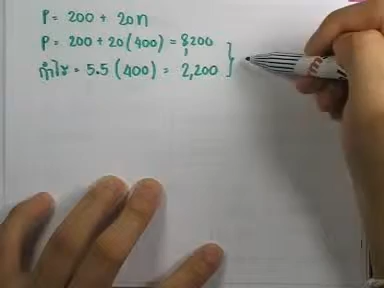 P = 200 + 20n
P = 200 + 20(400) = 8,200
กำไร = 5.5(400) = 2,200